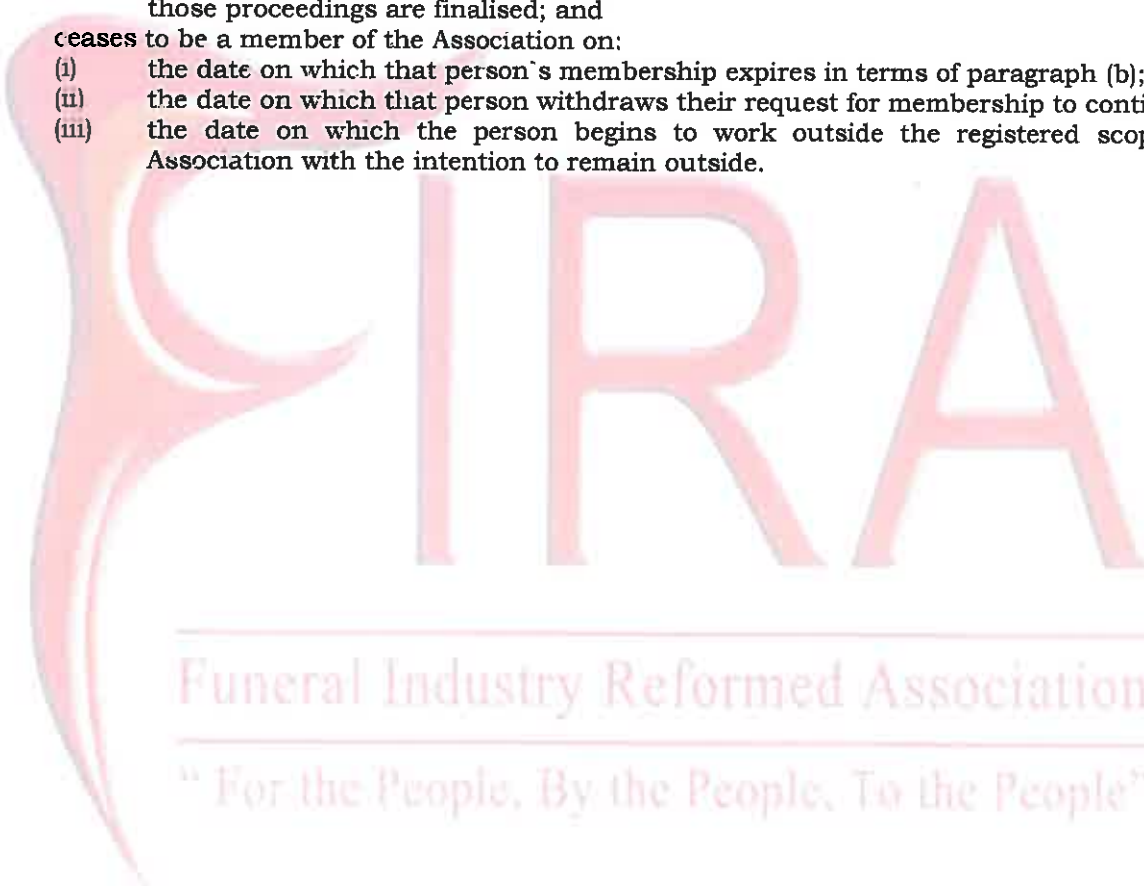 those proceedings are finalised; and
ceases to be a member of the Association on:
(i) the date on which that person's membership expires in terms of paragraph (b);
(ii) the date on which that person withdraws their request for membership to conti
(iii) the date on which the person begins to work outside the registered scop
Association with the intention to remain outside.
FIRA
Funeral Industry Reformed Association
" For the People, By the People, To the People"